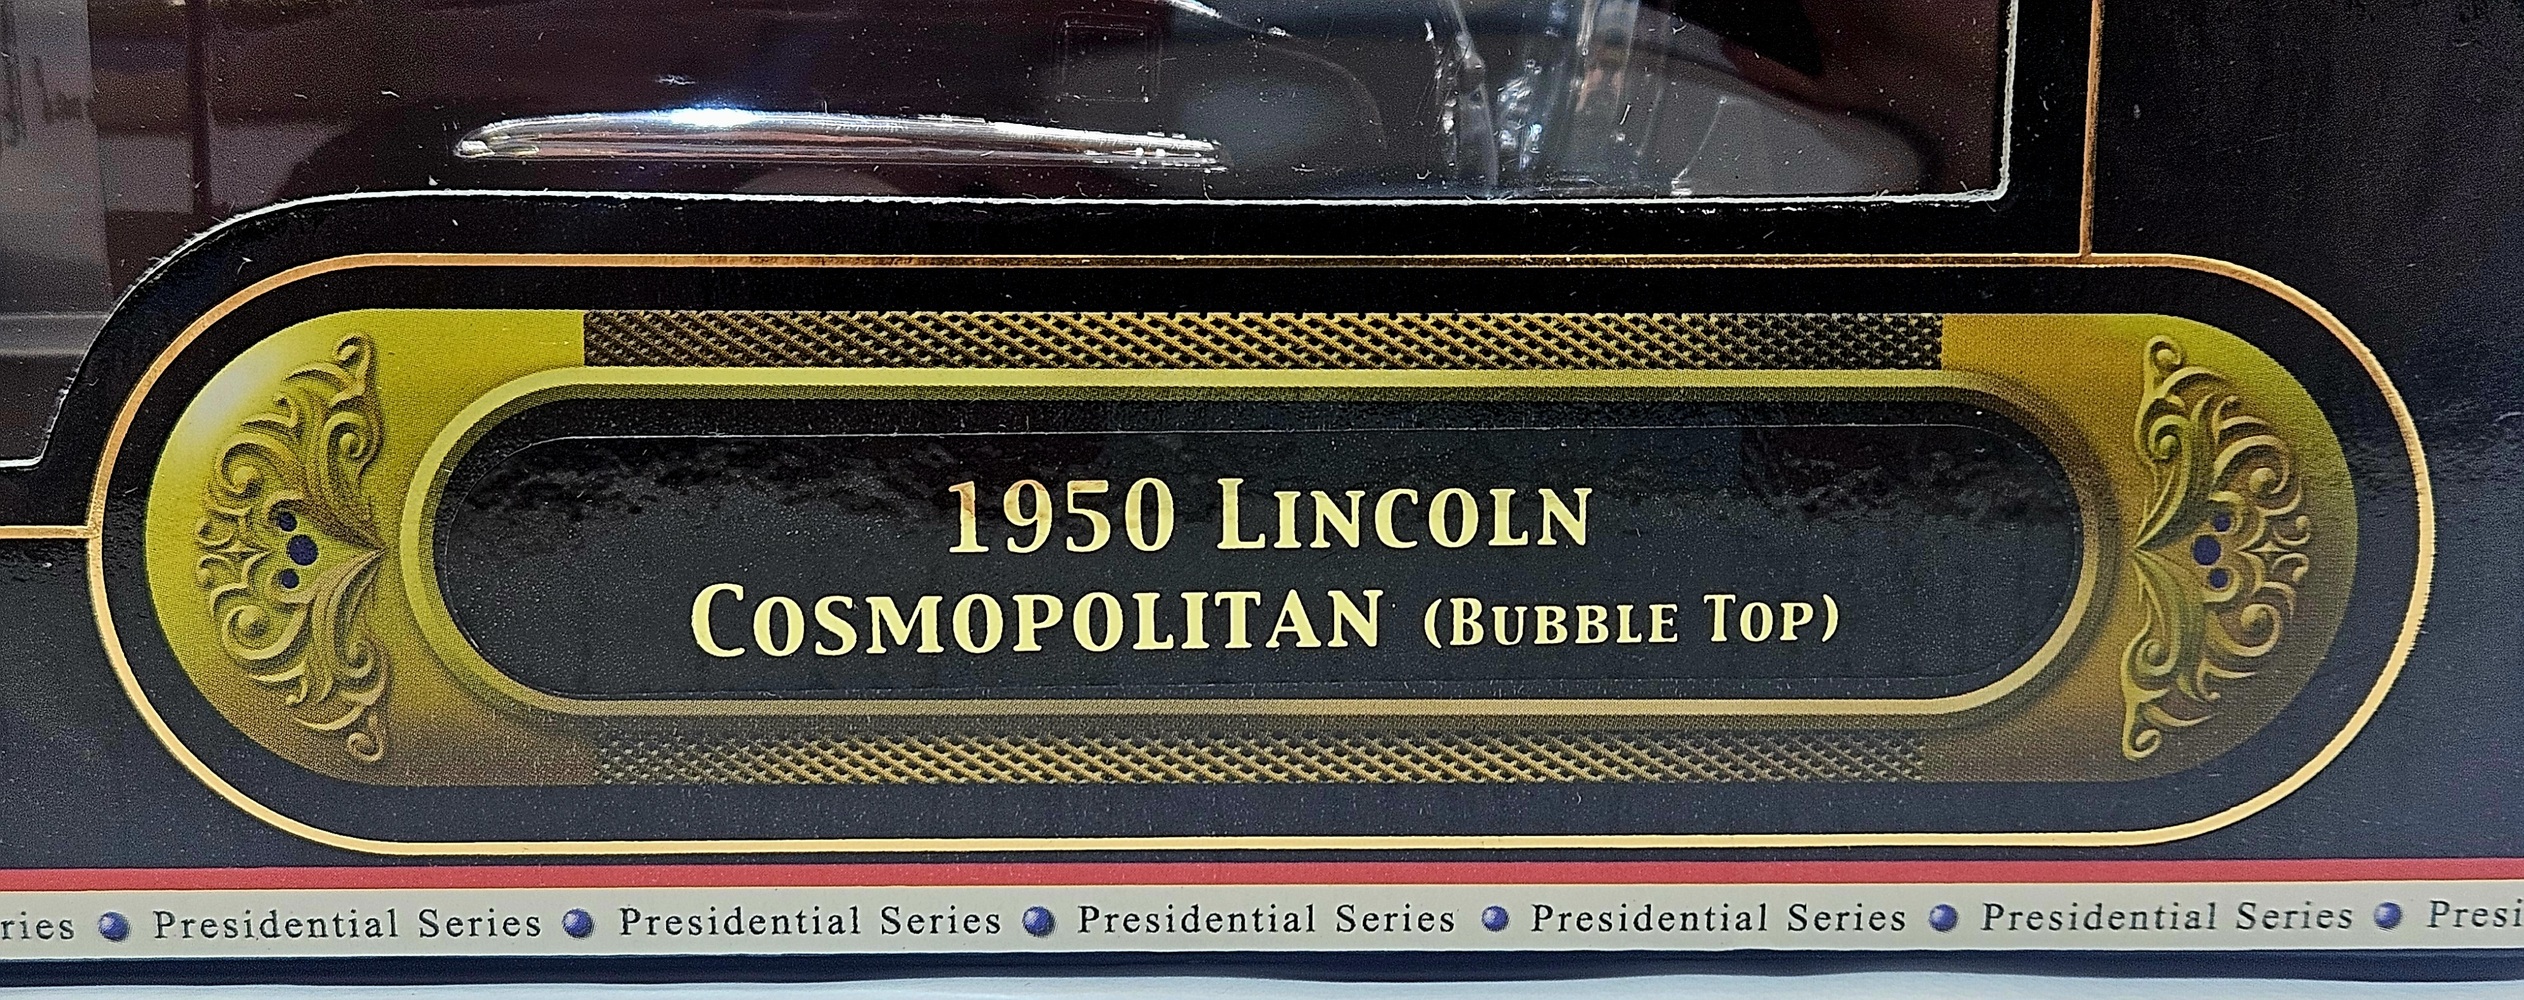 1950 LINCOLN
COSMOPOLITAN (BUBBLE TOP)
ries Presidential Series Presidential Series Presidential Series Presidential Series Presidential Series Presi